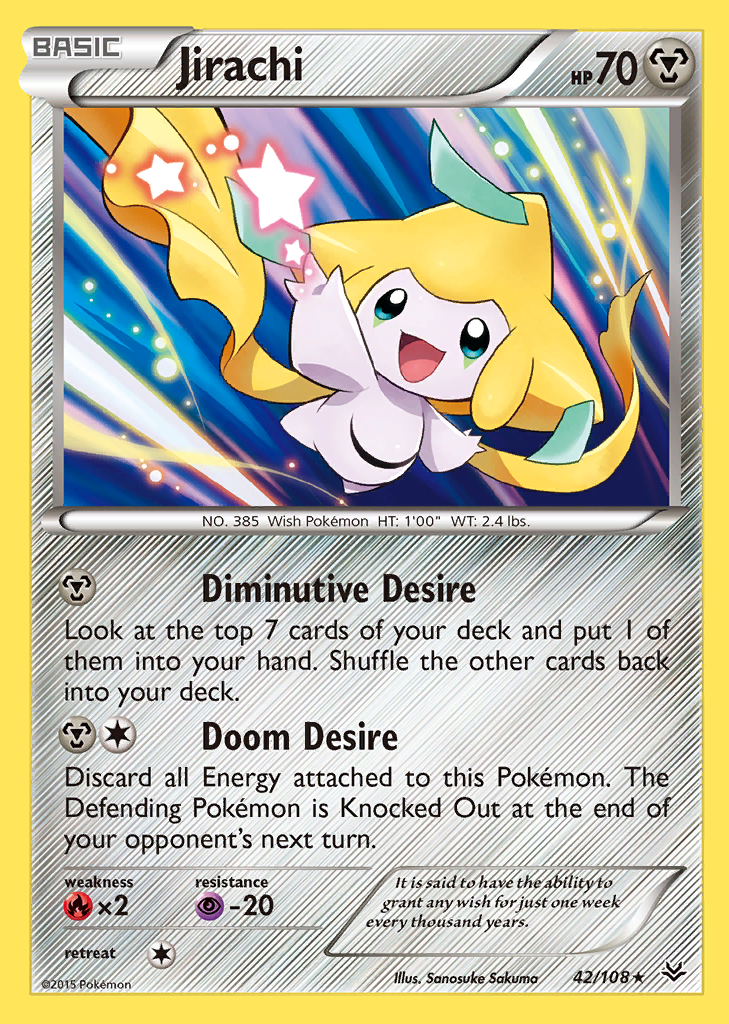 BASIC
Jirachi
HP 70
NO. 385 Wish Pokémon HT: 1'00" WT: 2.4 lbs.
Diminutive Desire
Look at the top 7 cards of your deck and put 1 of
them into your hand. Shuffle the other cards back
into your deck.
Doom Desire
Discard all Energy attached to this Pokémon. The
Defending Pokémon is Knocked Out at the end of
your opponent's next turn.
weakness
×2
resistance
-20
It is said to have the ability to
grant any wish for just one week
every thousand years.
retreat
©2015 Pokémon
Illus. Sanosuke Sakuma
42/108★